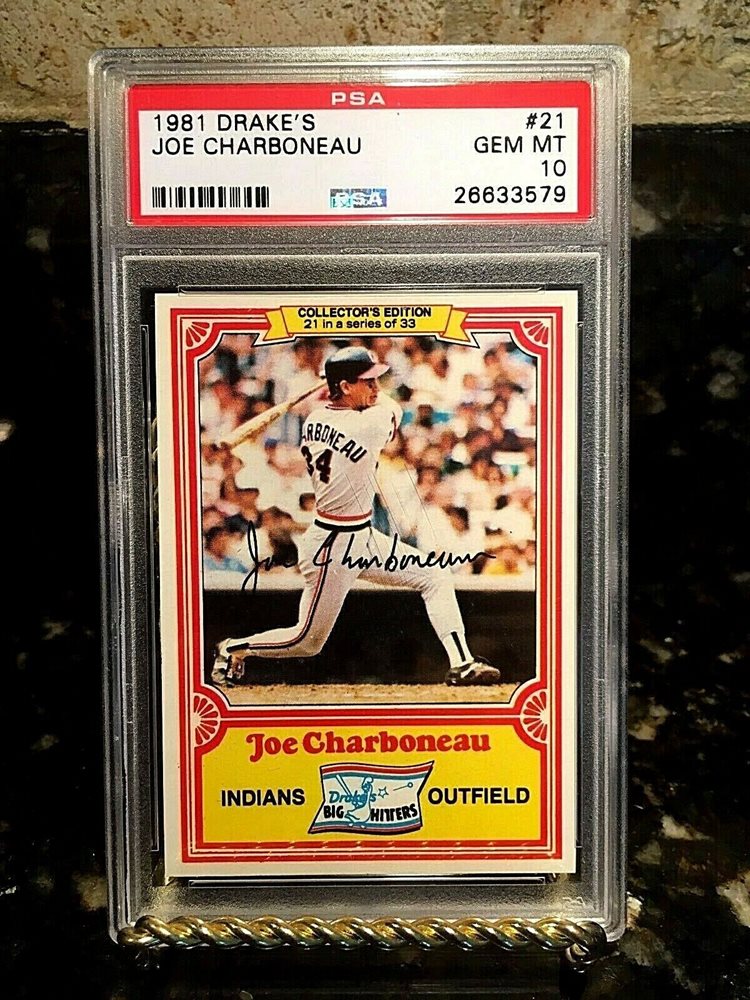 PSA
1981 DRAKE'S #21
JOE CHARBONEAU GEM MT
10
PSA 26633579
COLLECTOR'S EDITION
21 in a series of 33
ARBONEAU
34
Joe Charboneau
Joe Charboneau
INDIANS Drake's BIG HITTERS OUTFIELD